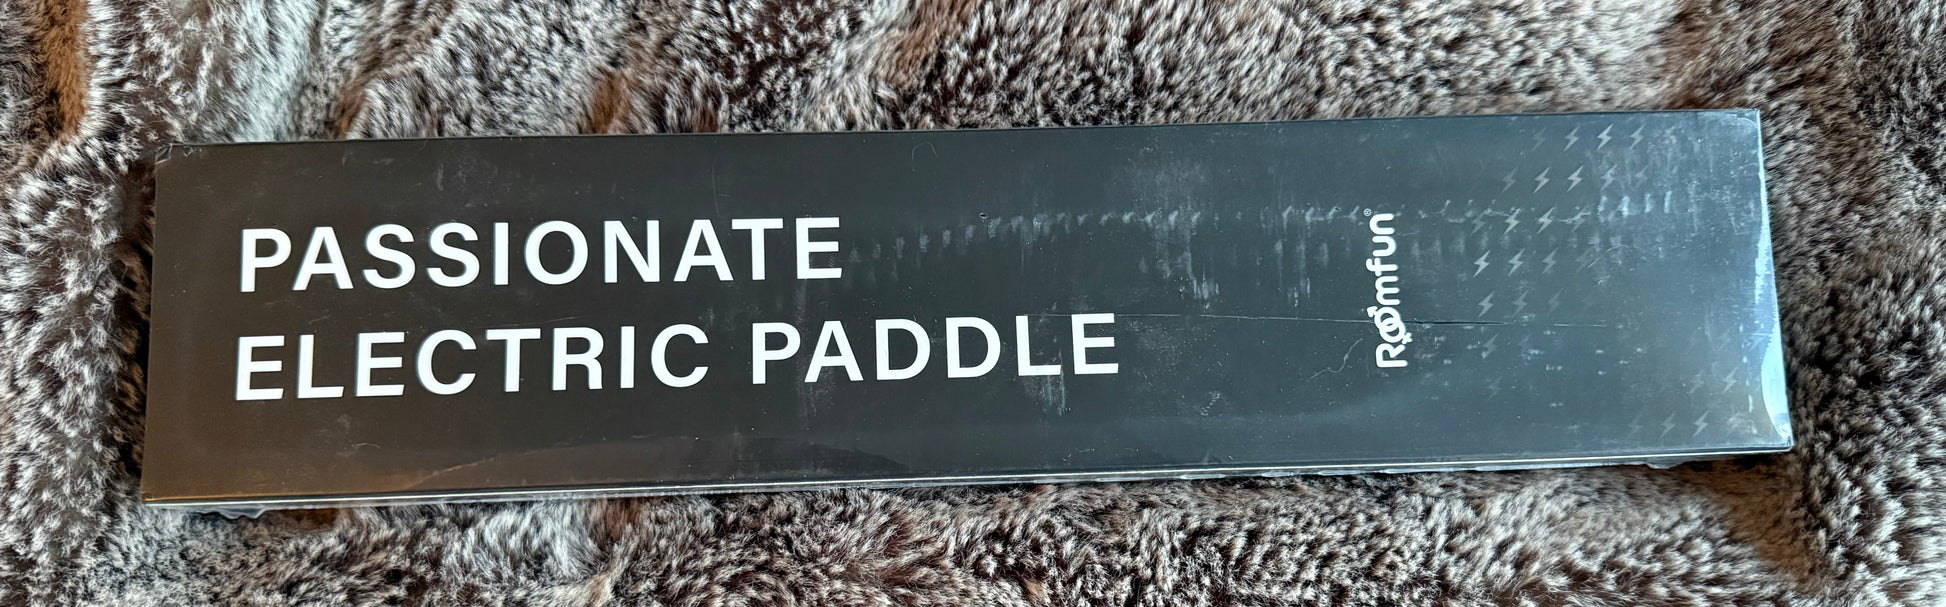 PASSIONATE
ELECTRIC PADDLE
Roomfun®